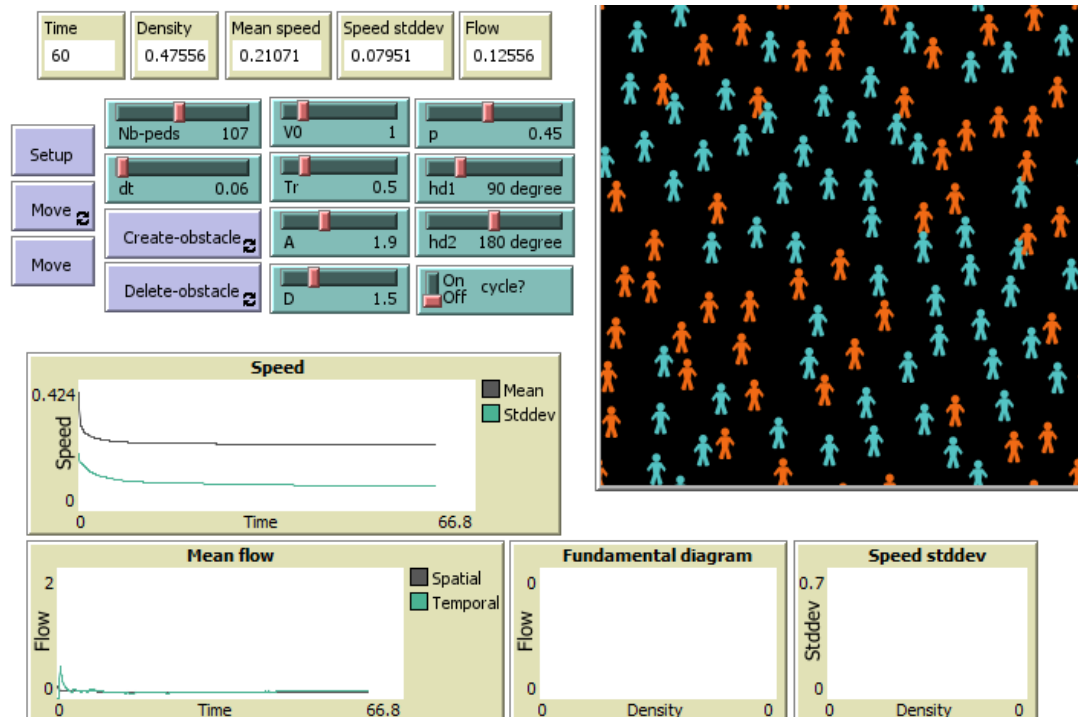 Time Density Mean speed Speed stddev Flow
60 0.47556 0.21071 0.07951 0.12556
Setup
Move
Move
Nb-peds 107
dt 0.06
Create-obstacle
Delete-obstacle
V0 1
Tr 0.5
A 1.9
D 1.5
p 0.45
hd1 90 degree
hd2 180 degree
On
Off
cycle?
Speed
0.424
Speed
0
0 Time 66.8
Mean
Stddev
Mean flow
2
Flow
0
0 Time 66.8
Spatial
Temporal
Fundamental diagram
0
Flow
0
0 Density 0
Speed stddev
0.7
Stddev
0
0 Density 0